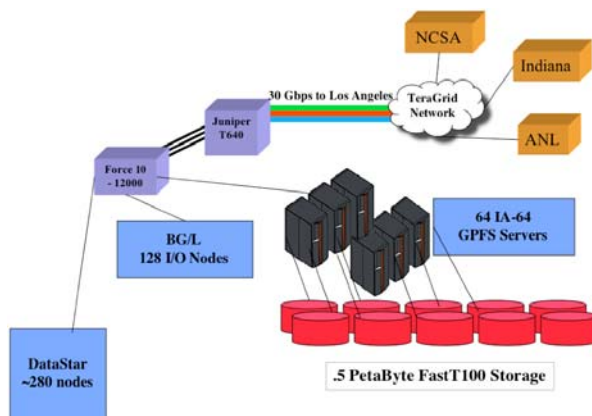 NCSA
Indiana
30 Gbps to Los Angeles
TeraGrid
Network
Juniper
T640
ANL
Force 10
- 12000
BG/L
128 I/O Nodes
64 IA-64
GPFS Servers
DataStar
~280 nodes
.5 PetaByte FastT100 Storage